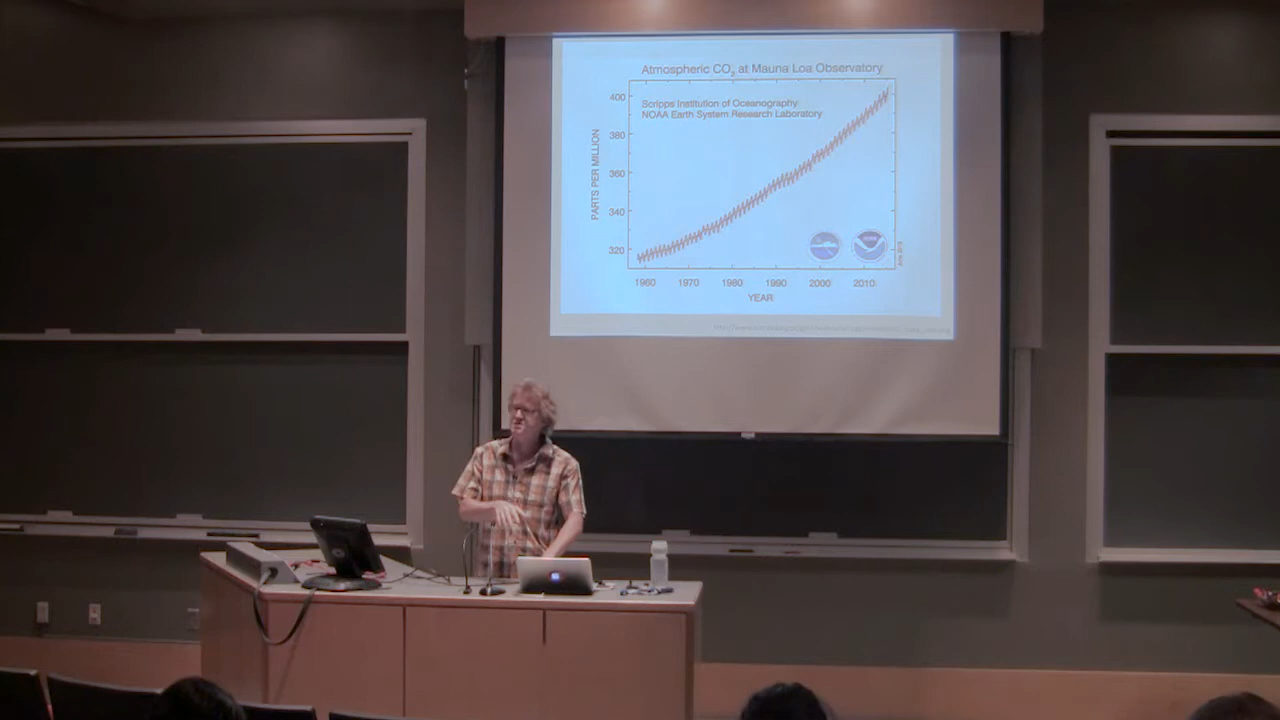 Atmospheric CO₂ at Mauna Loa Observatory
Scripps Institution of Oceanography
NOAA Earth System Research Laboratory
PARTS PER MILLION
400
380
360
340
320
1960 1970 1980 1990 2000 2010
YEAR